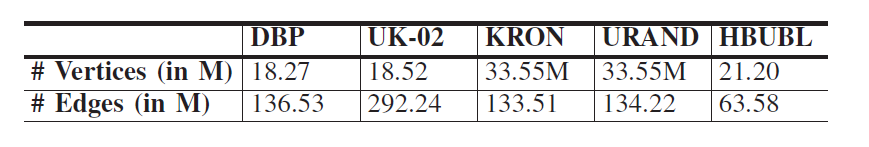 DBP UK-02 KRON URAND HBUBL
# Vertices (in M) 18.27 18.52 33.55M 33.55M 21.20
# Edges (in M) 136.53 292.24 133.51 134.22 63.58